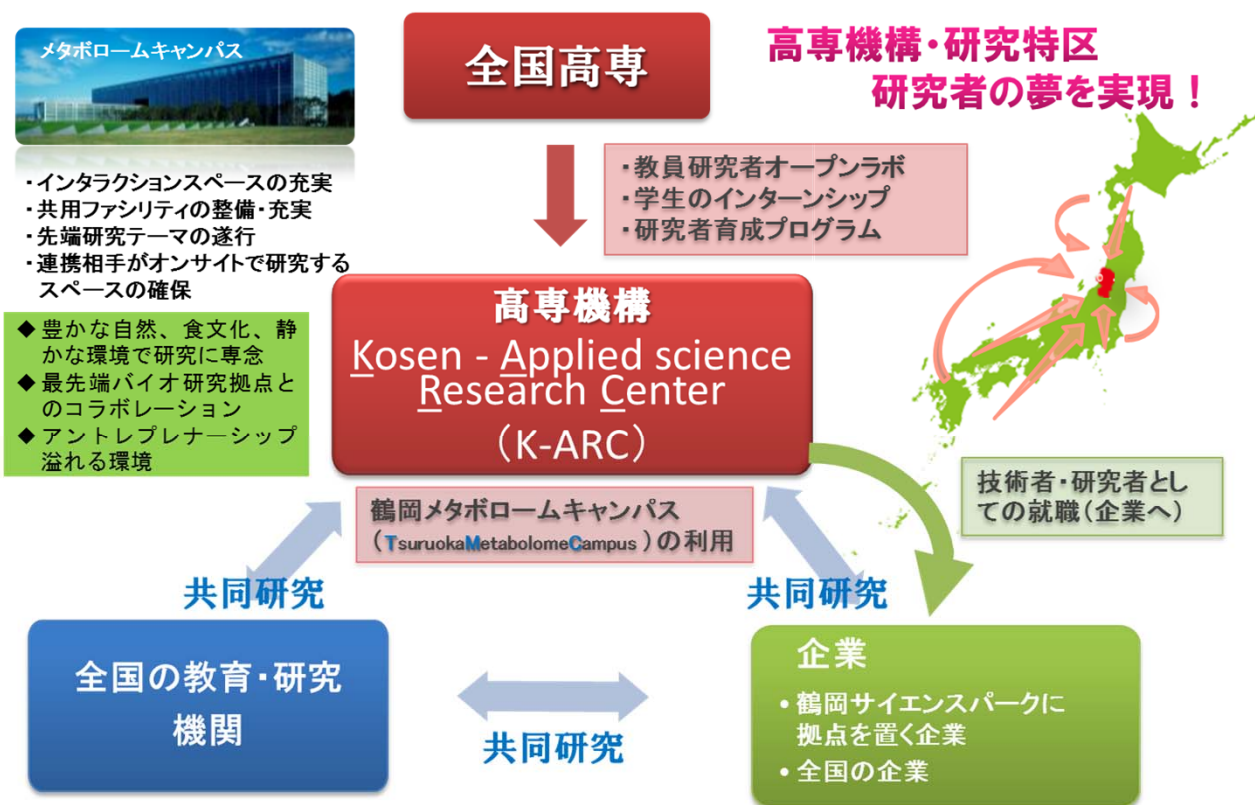 メタボロームキャンパス
全国高専
高専機構・研究特区
研究者の夢を実現！
・インタラクションスペースの充実
・共用ファシリティの整備・充実
・先端研究テーマの遂行
・連携相手がオンサイトで研究する
スペースの確保
・教員研究者オープンラボ
・学生のインターンシップ
・研究者育成プログラム
◆豊かな自然、食文化、静
かな環境で研究に専念
◆最先端バイオ研究拠点と
のコラボレーション
◆アントレプレナーシップ
溢れる環境
高専機構
Kosen - Applied science
Research Center
（K-ARC）
鶴岡メタボロームキャンパス
（TsuruokaMetabolomeCampus）の利用
技術者・研究者とし
ての就職（企業へ）
共同研究
共同研究
全国の教育・研究
機関
共同研究
企業
• 鶴岡サイエンスパークに
拠点を置く企業
• 全国の企業